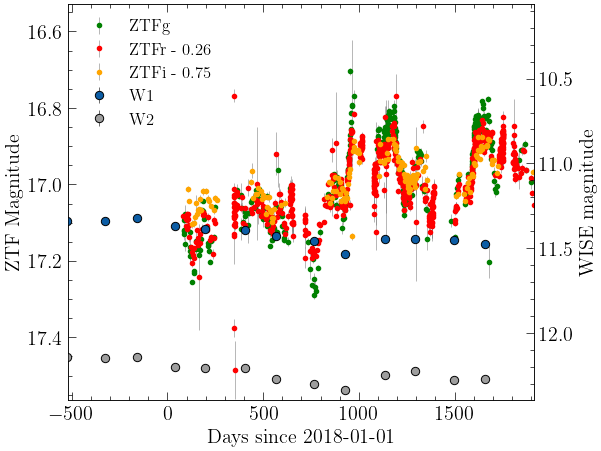 ZTFg
ZTFr - 0.26
ZTFi - 0.75
W1
W2
16.6
16.8
17.0
17.2
17.4
ZTF Magnitude
10.5
11.0
11.5
12.0
WISE magnitude
−500
0
500
1000
1500
Days since 2018-01-01